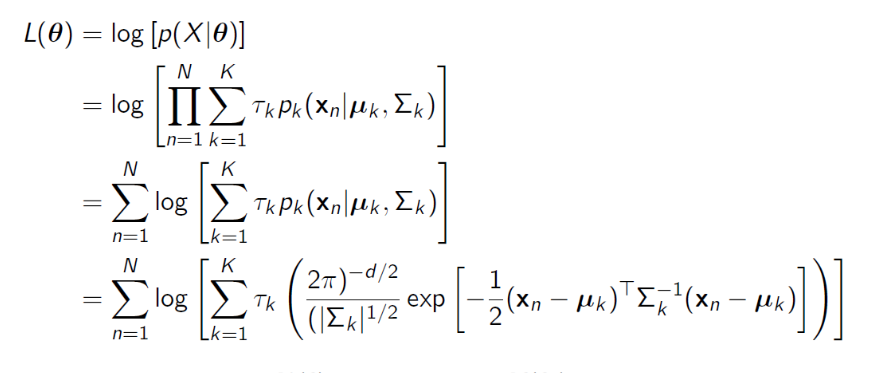 L(θ) = log [p(X|θ)]
= log [∏_{n=1}^{N} ∑_{k=1}^{K} τ_k p_k(x_n|μ_k, Σ_k)]
= ∑_{n=1}^{N} log [∑_{k=1}^{K} τ_k p_k(x_n|μ_k, Σ_k)]
= ∑_{n=1}^{N} log [∑_{k=1}^{K} τ_k (2π)^{-d/2} / (|Σ_k|^{1/2} exp [-1/2 (x_n − μ_k)^⊤ Σ_k^{-1} (x_n − μ_k)])]